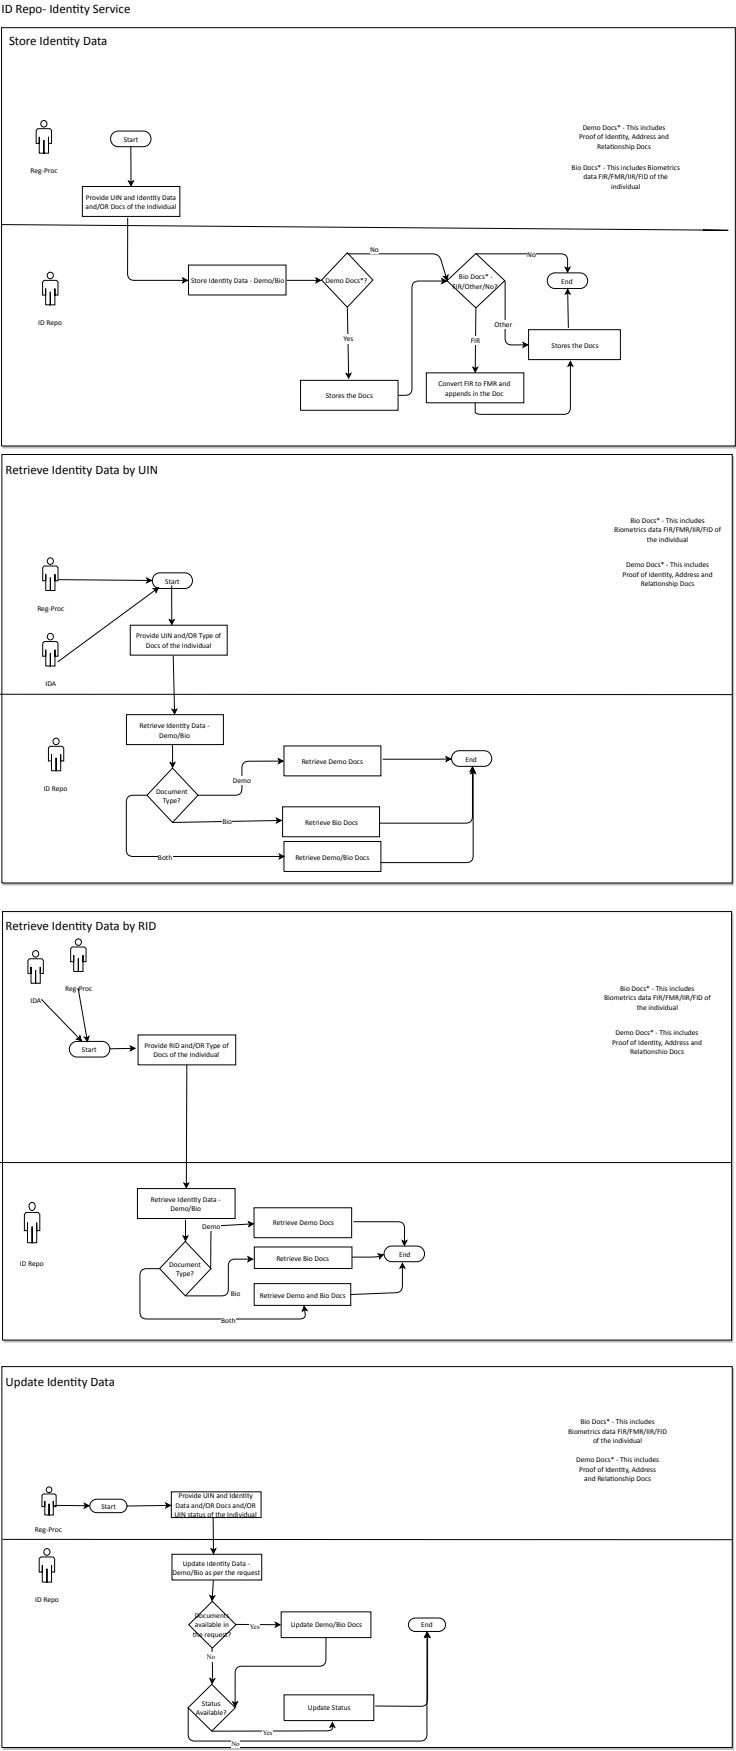 ID Repo- Identity Service
Store Identity Data
Demo Docs* - This includes
Proof of Identity, Address and
Relationship Docs
Start
Reg-Proc
Bio Docs* - This includes Biometrics
data FIR/FMR/IIR/FID of the
individual
Provide UIN and Identity Data
and/OR Docs of the Individual
No
No
Store Identity Data - Demo/Bio
Demo Docs*?
Bio Docs* -
FIR/Other/No?
End
ID Repo
Other
Yes
FIR
Stores the Docs
Stores the Docs
Convert FIR to FMR and
appends in the Doc
Retrieve Identity Data by UIN
Bio Docs* - This includes
Biometrics data FIR/FMR/IIR/FID of
the individual
Demo Docs* - This includes
Proof of Identity, Address and
Relationship Docs
Start
Reg-Proc
Provide UIN and/OR Type of
Docs of the Individual
IDA
Retrieve Identity Data -
Demo/Bio
ID Repo
Retrieve Demo Docs
End
Demo
Document
Type?
Bio
Retrieve Bio Docs
Both
Retrieve Demo/Bio Docs
Retrieve Identity Data by RID
Reg-Proc
IDA
Bio Docs* - This includes
Biometrics data FIR/FMR/IIR/FID of
the individual
Demo Docs* - This includes
Proof of Identity, Address and
Relationshio Docs
Start
Provide RID and/OR Type of
Docs of the Individual
Retrieve Identity Data -
Demo/Bio
Demo
Retrieve Demo Docs
ID Repo
Document
Type?
Retrieve Bio Docs
End
Bio
Retrieve Demo and Bio Docs
Both
Update Identity Data
Bio Docs* - This includes
Biometrics data FIR/FMR/IIR/FID
of the individual
Demo Docs* - This includes
Proof of Identity, Address
and Relationship Docs
Reg-Proc
Start
Provide UIN and Identity
Data and/OR Docs and/OR
UIN status of the Individual
ID Repo
Update Identity Data -
Demo/Bio as per the request
Documents
available in
the request?
Yes
Update Demo/Bio Docs
End
No
Status
Available?
Update Status
Yes
No